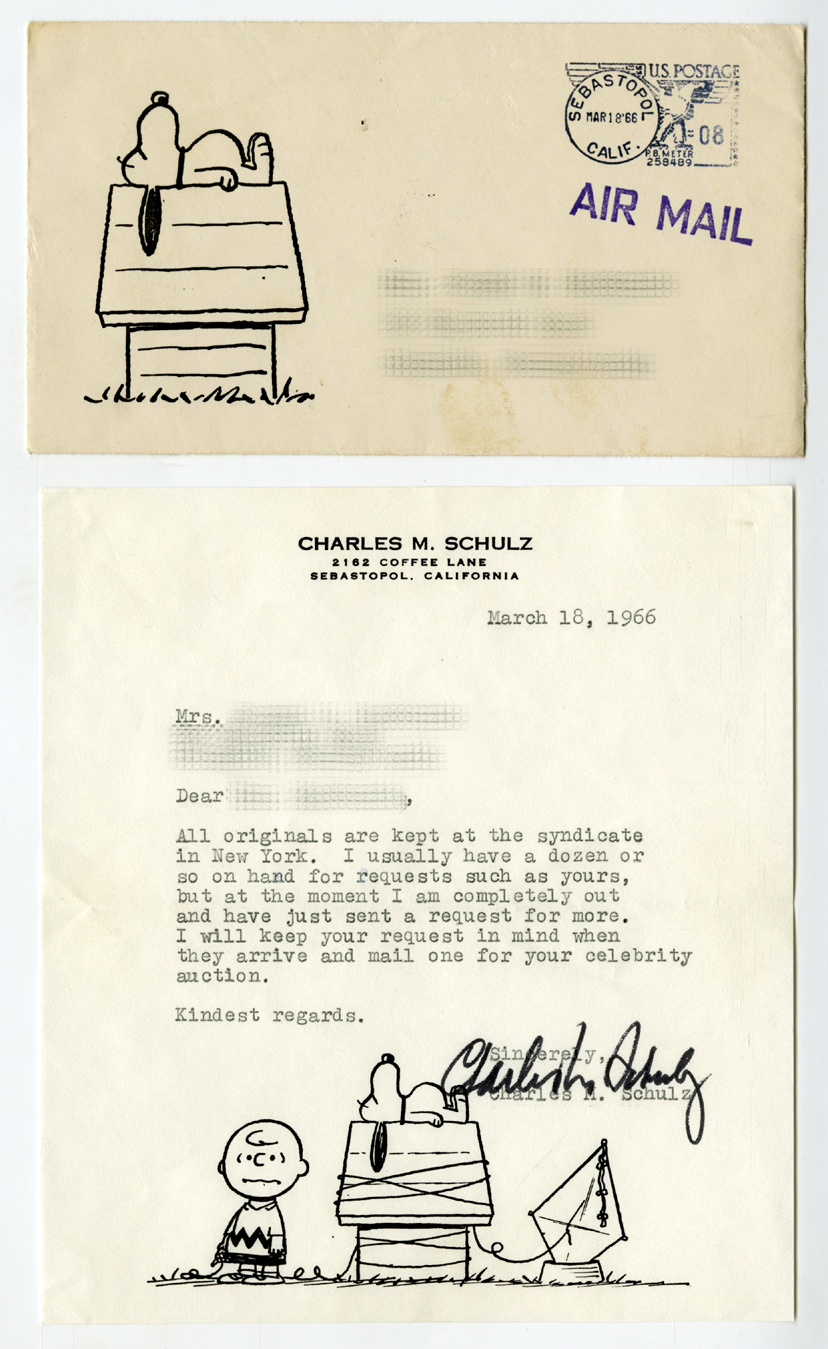 U.S. POSTAGE
SEBASTOPOL
MAR 18 '66
CALIF.
08
P.B. METER
258489
AIR MAIL
CHARLES M. SCHULZ
2162 COFFEE LANE
SEBASTOPOL, CALIFORNIA
March 18, 1966
Mrs.
Dear ,
All originals are kept at the syndicate
in New York. I usually have a dozen or
so on hand for requests such as yours,
but at the moment I am completely out
and have just sent a request for more.
I will keep your request in mind when
they arrive and mail one for your celebrity
auction.
Kindest regards.
Sincerely,
Charles M. Schulz
Charles M. Schulz